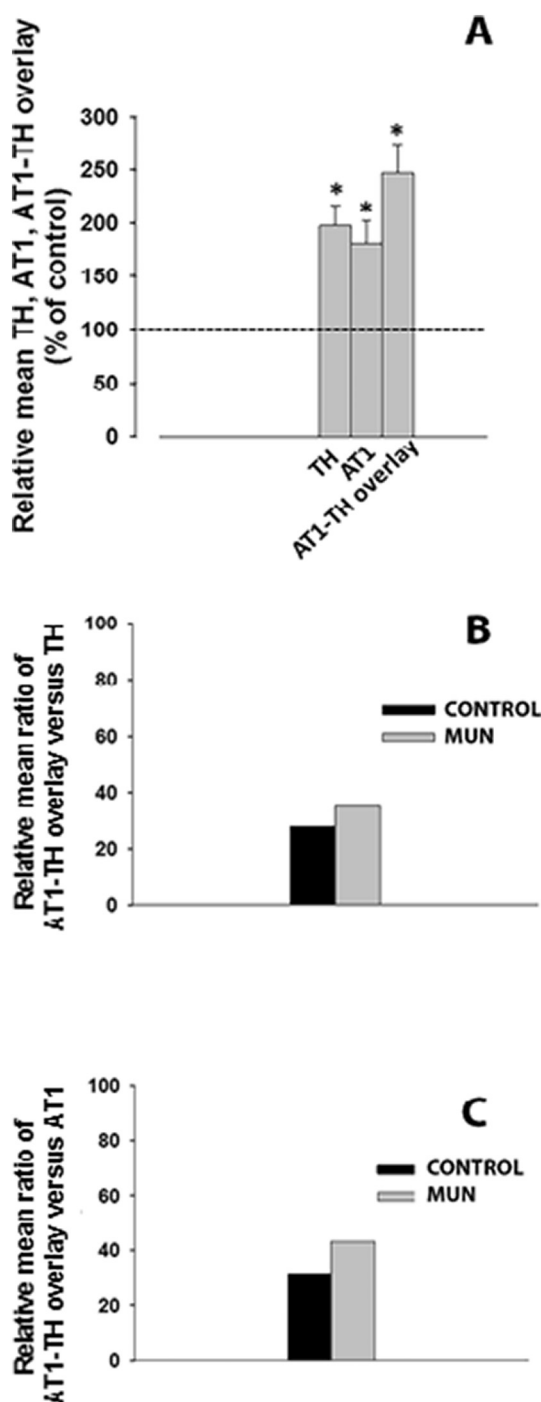 A
Relative mean TH, AT1, AT1-TH overlay
(% of control)
300
250
200
150
100
50
0
*
*
*
TH
AT1
AT1-TH overlay
B
Relative mean ratio of
AT1-TH overlay versus TH
100
80
60
40
20
0
CONTROL
MUN
C
Relative mean ratio of
AT1-TH overlay versus AT1
100
80
60
40
20
0
CONTROL
MUN